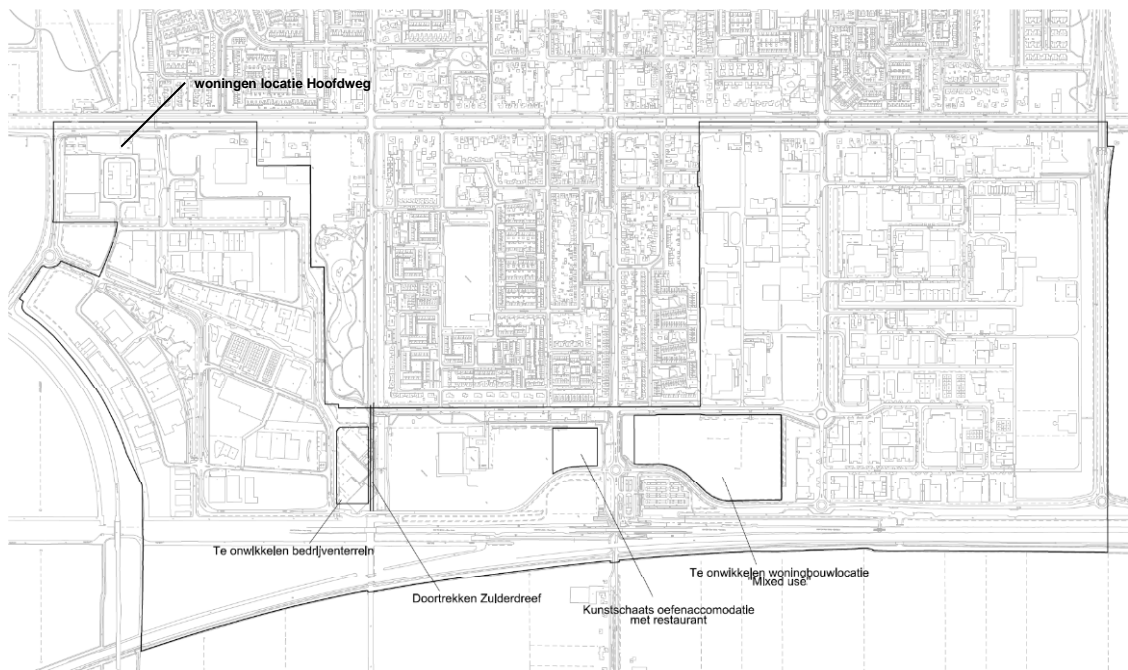 woningen locatie Hoofdweg
Te onwikkelen bedrijventerrein
Doortrekken Zuiderdreef
Kunstschaats oefenaccomodatie
met restaurant
Te onwikkelen woningbouwlocatie
"Mixed use"